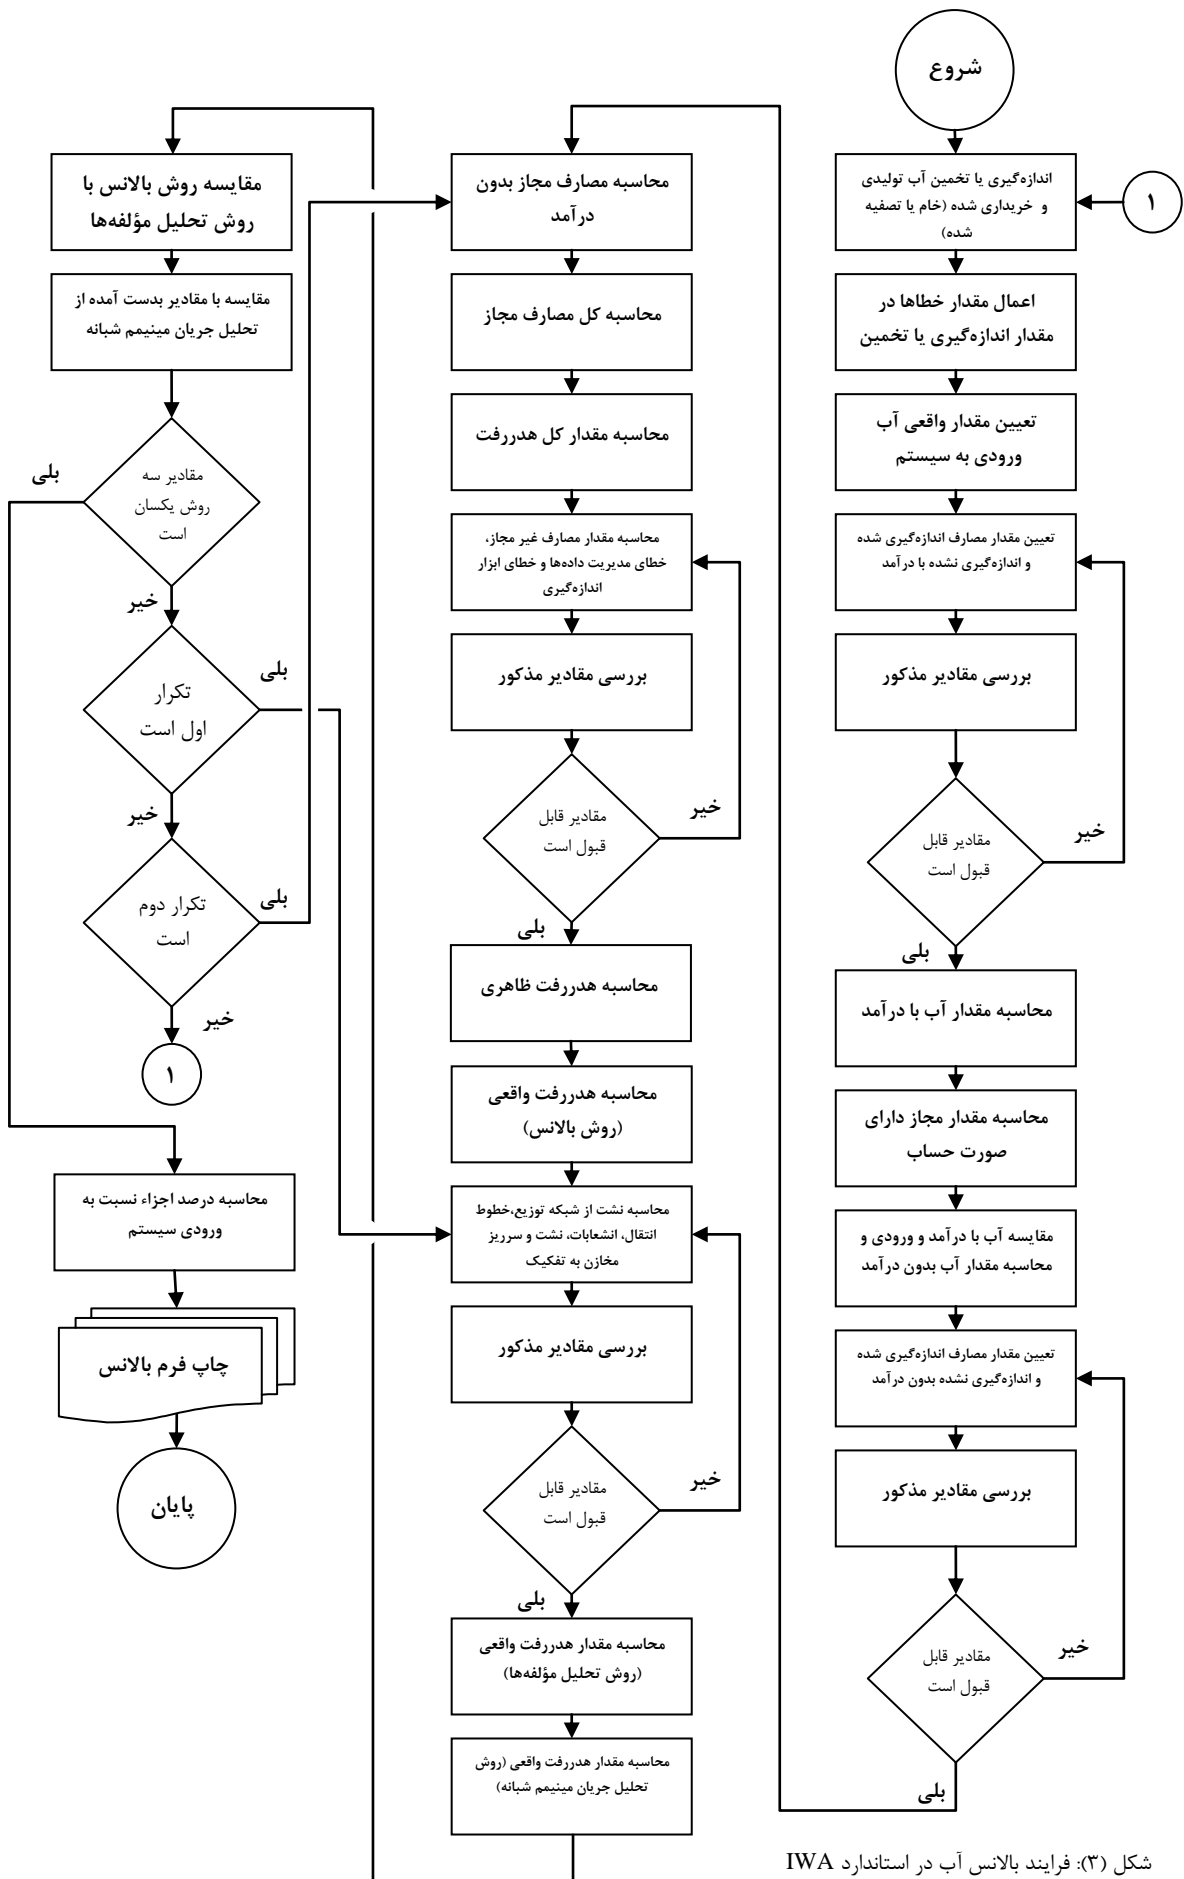 شروع
۱
اندازه‌گیری یا تخمین آب تولیدی
و خریداری شده (خام یا تصفیه
شده)
اعمال مقدار خطاها در
مقدار اندازه‌گیری یا تخمین
تعیین مقدار واقعی آب
ورودی به سیستم
تعیین مقدار مصارف اندازه‌گیری شده
و اندازه‌گیری نشده با درآمد
بررسی مقادیر مذکور
مقادیر قابل
قبول است
خیر
بلی
محاسبه مقدار آب با درآمد
محاسبه مقدار مجاز دارای
صورت حساب
مقایسه آب با درآمد و ورودی و
محاسبه مقدار آب بدون درآمد
تعیین مقدار مصارف اندازه‌گیری شده
و اندازه‌گیری نشده بدون درآمد
بررسی مقادیر مذکور
مقادیر قابل
قبول است
خیر
بلی
محاسبه مصارف مجاز بدون
درآمد
محاسبه کل مصارف مجاز
محاسبه مقدار کل هدررفت
محاسبه مقدار مصارف غیر مجاز،
خطای مدیریت داده‌ها و خطای ابزار
اندازه‌گیری
بررسی مقادیر مذکور
مقادیر قابل
قبول است
خیر
بلی
محاسبه هدررفت ظاهری
محاسبه هدررفت واقعی
(روش بالانس)
محاسبه نشت از شبکه توزیع،خطوط
انتقال، انشعابات، نشت و سرریز
مخازن به تفکیک
بررسی مقادیر مذکور
مقادیر قابل
قبول است
خیر
بلی
محاسبه مقدار هدررفت واقعی
(روش تحلیل مؤلفه‌ها)
محاسبه مقدار هدررفت واقعی (روش
تحلیل جریان مینیمم شبانه)
مقایسه روش بالانس با
روش تحلیل مؤلفه‌ها
مقایسه با مقادیر بدست آمده از
تحلیل جریان مینیمم شبانه
مقادیر سه
روش یکسان
است
بلی
خیر
تکرار
اول است
بلی
خیر
تکرار دوم
است
بلی
خیر
۱
محاسبه درصد اجزاء نسبت به
ورودی سیستم
چاپ فرم بالانس
پایان
شکل (۳): فرایند بالانس آب در استاندارد IWA